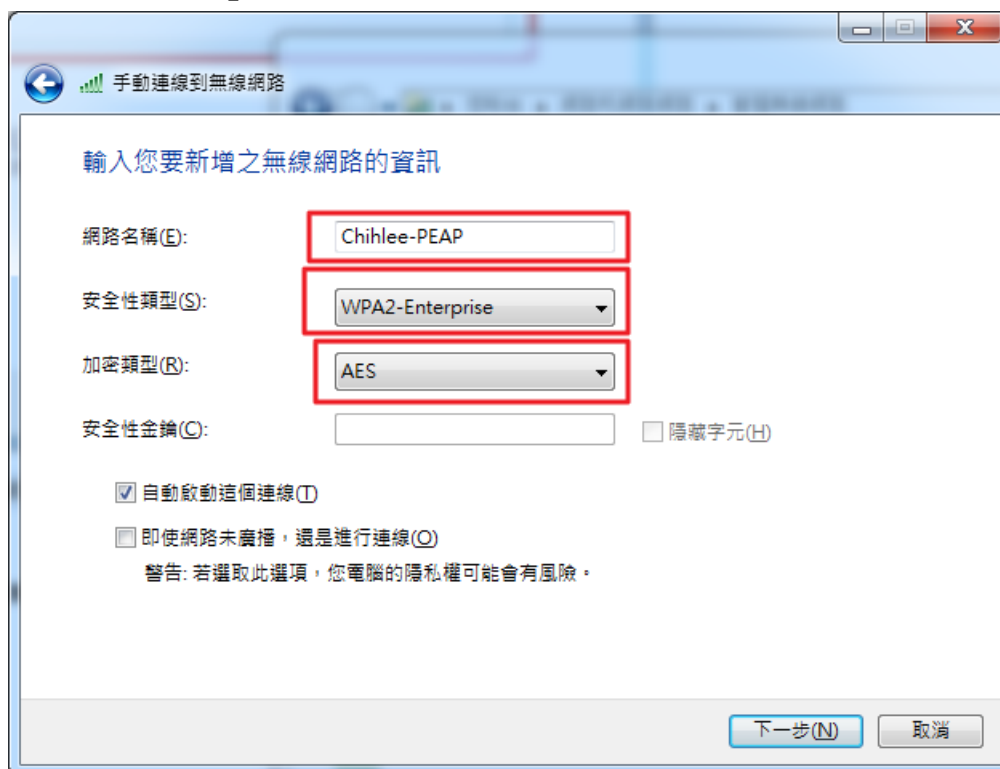 手動連線到無線網路
輸入您要新增之無線網路的資訊
網路名稱(E): Chihlee-PEAP
安全性類型(S): WPA2-Enterprise
加密類型(R): AES
安全性金鑰(C): 隱藏字元(H)
自動啟動這個連線(T)
即使網路未廣播，還是進行連線(O)
警告: 若選取此選項，您電腦的隱私權可能會有風險。
下一步(N) 取消